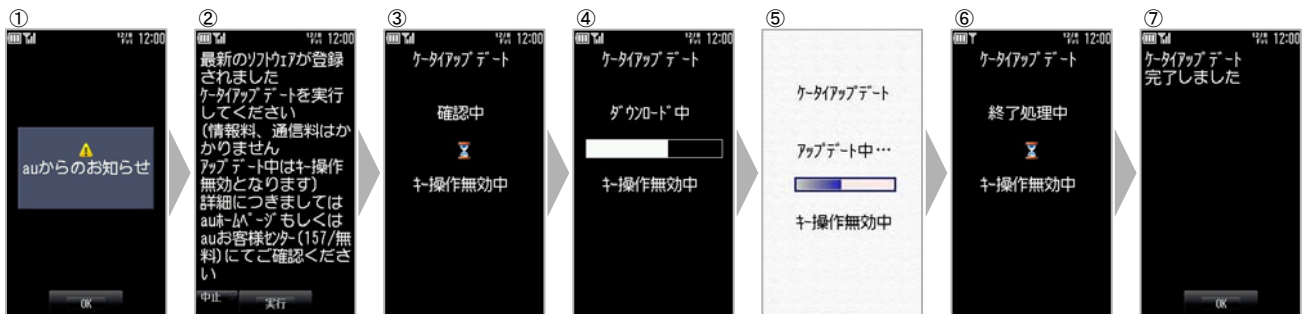 ①
12:00
auからのお知らせ
OK
②
12:00
最新のｿﾌﾄｳｪｱが登録
されました
ｹｰﾀｲｱｯﾌﾟﾃﾞｰﾄを実行
してください
(情報料、通信料はか
かりません
ｱｯﾌﾟﾃﾞｰﾄ中はｷｰ操作
無効となります)
詳細につきましては
auﾎｰﾑﾍﾟｰｼﾞもしくは
auお客様ｾﾝﾀｰ(157/無
料)にてご確認くださ
い
中止 実行
③
12:00
ｹｰﾀｲｱｯﾌﾟﾃﾞｰﾄ
確認中
ｷｰ操作無効中
④
12:00
ｹｰﾀｲｱｯﾌﾟﾃﾞｰﾄ
ﾀﾞｳﾝﾛｰﾄﾞ中
ｷｰ操作無効中
⑤
ｹｰﾀｲｱｯﾌﾟﾃﾞｰﾄ
ｱｯﾌﾟﾃﾞｰﾄ中…
ｷｰ操作無効中
⑥
12:00
ｹｰﾀｲｱｯﾌﾟﾃﾞｰﾄ
終了処理中
ｷｰ操作無効中
⑦
12:00
ｹｰﾀｲｱｯﾌﾟﾃﾞｰﾄ
完了しました
OK